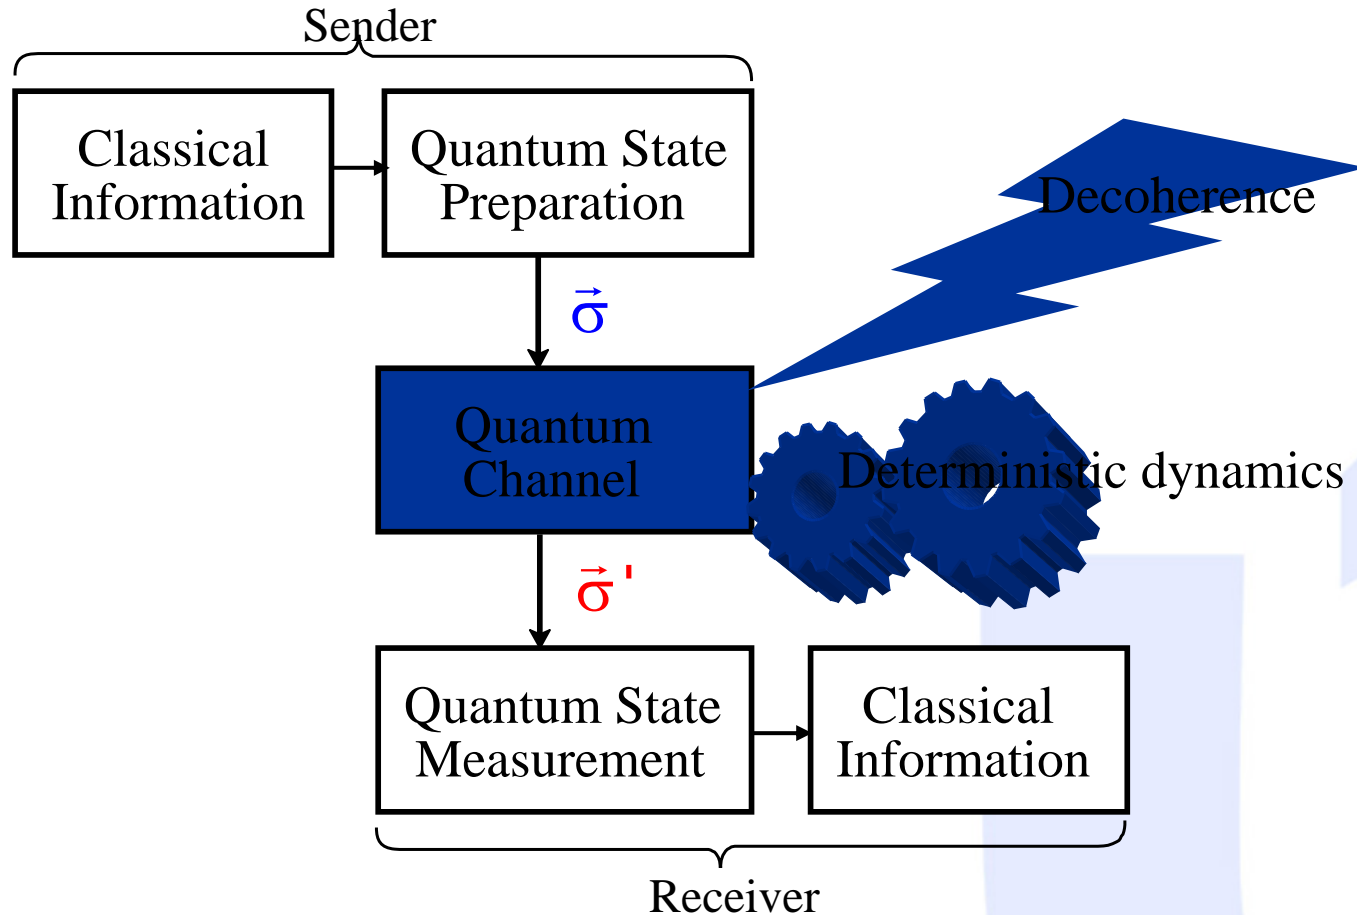 Sender
Classical
Information
Quantum State
Preparation
Decoherence
σ⃗
Quantum
Channel
Deterministic dynamics
σ⃗ '
Quantum State
Measurement
Classical
Information
Receiver